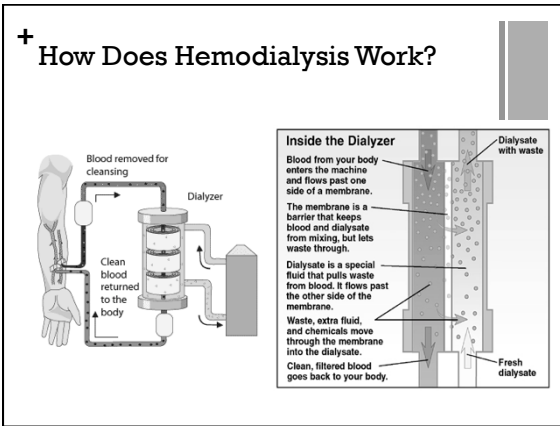 +
How Does Hemodialysis Work?
Blood removed for
cleansing
Dialyzer
Clean
blood
returned
to the
body
Inside the Dialyzer
Blood from your body
enters the machine
and flows past one
side of a membrane.
The membrane is a
barrier that keeps
blood and dialysate
from mixing, but lets
waste through.
Dialysate is a special
fluid that pulls waste
from blood. It flows past
the other side of the
membrane.
Waste, extra fluid,
and chemicals move
through the membrane
into the dialysate.
Clean, filtered blood
goes back to your body.
Dialysate
with waste
Fresh
dialysate